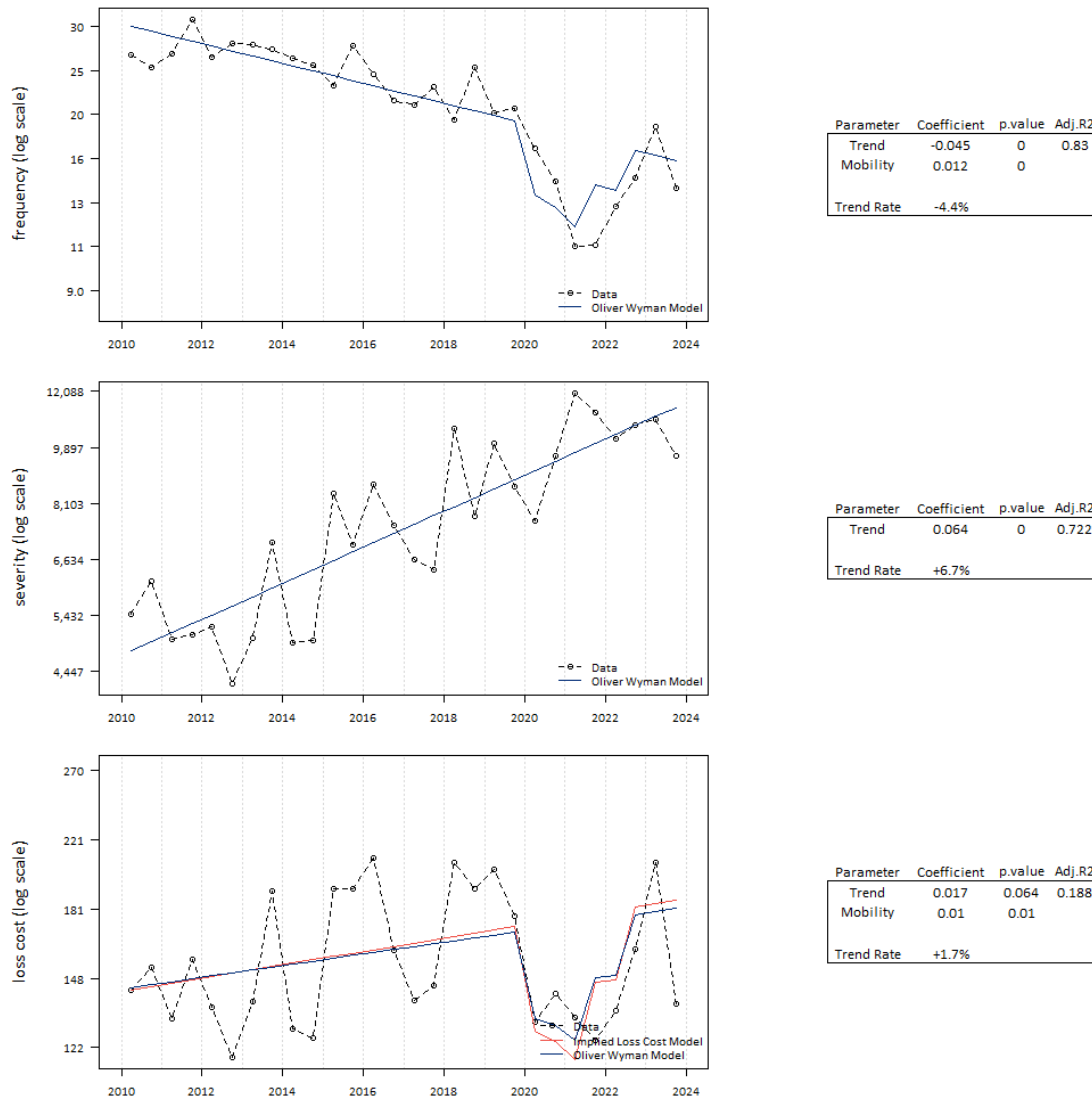 frequency (log scale)
30
25
20
16
13
11
9.0
Data
Oliver Wyman Model
2010 2012 2014 2016 2018 2020 2022 2024
Parameter Coefficient p.value Adj.R2
Trend -0.045 0 0.83
Mobility 0.012 0
Trend Rate -4.4%
severity (log scale)
12,088
9,897
8,103
6,634
5,432
4,447
Data
Oliver Wyman Model
2010 2012 2014 2016 2018 2020 2022 2024
Parameter Coefficient p.value Adj.R2
Trend 0.064 0 0.722
Trend Rate +6.7%
loss cost (log scale)
270
221
181
148
122
Data
Implied Loss Cost Model
Oliver Wyman Model
2010 2012 2014 2016 2018 2020 2022 2024
Parameter Coefficient p.value Adj.R2
Trend 0.017 0.064 0.188
Mobility 0.01 0.01
Trend Rate +1.7%